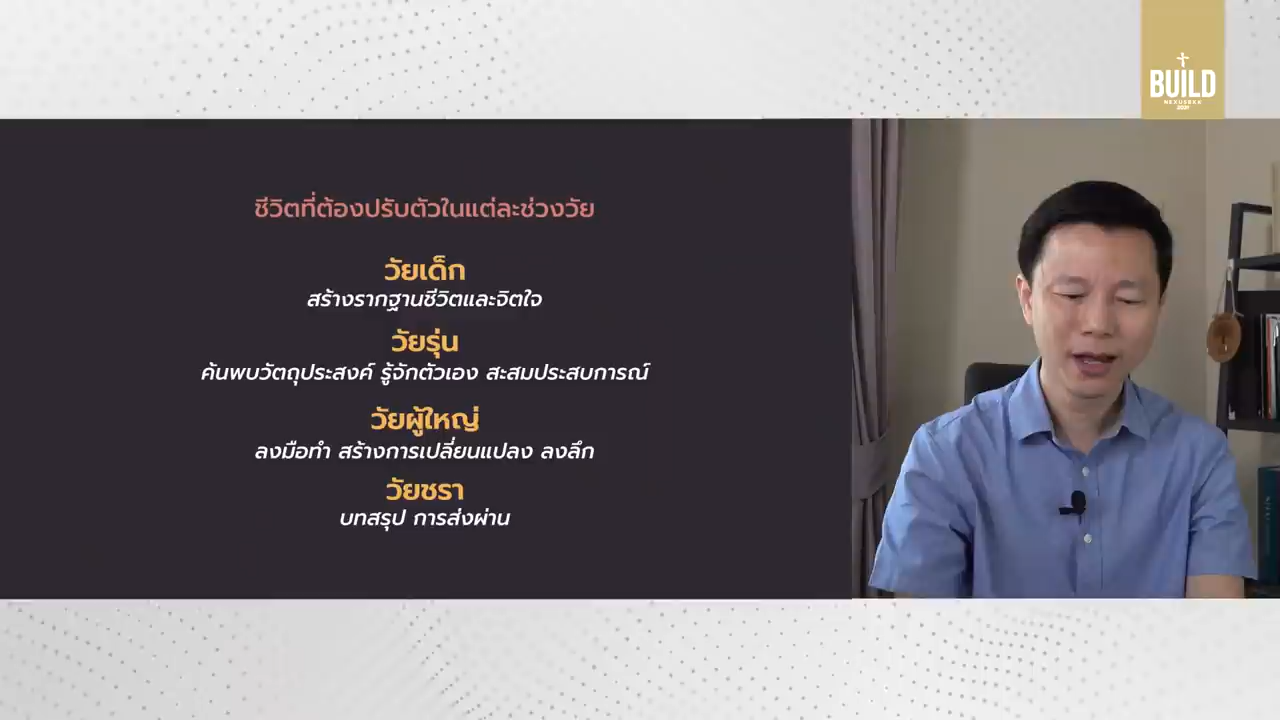 BUILD
NEXUSBKK
2021
ชีวิตที่ต้องปรับตัวในแต่ละช่วงวัย
วัยเด็ก
สร้างรากฐานชีวิตและจิตใจ
วัยรุ่น
ค้นพบวัตถุประสงค์ รู้จักตัวเอง สะสมประสบการณ์
วัยผู้ใหญ่
ลงมือทำ สร้างการเปลี่ยนแปลง ลงลึก
วัยชรา
บทสรุป การส่งผ่าน